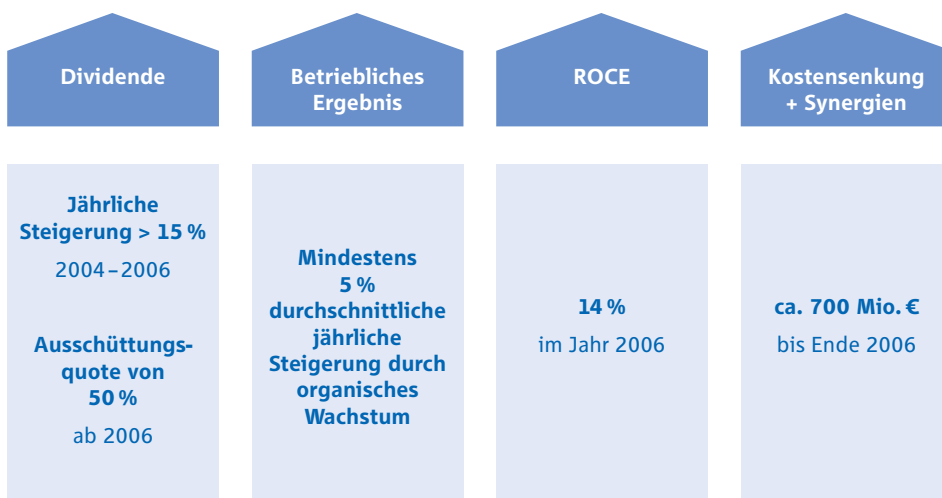 Dividende
Jährliche
Steigerung > 15 %
2004–2006
Ausschüttungs-
quote von
50 %
ab 2006
Betriebliches
Ergebnis
Mindestens
5 %
durchschnittliche
jährliche
Steigerung durch
organisches
Wachstum
ROCE
14 %
im Jahr 2006
Kostensenkung
+ Synergien
ca. 700 Mio. €
bis Ende 2006